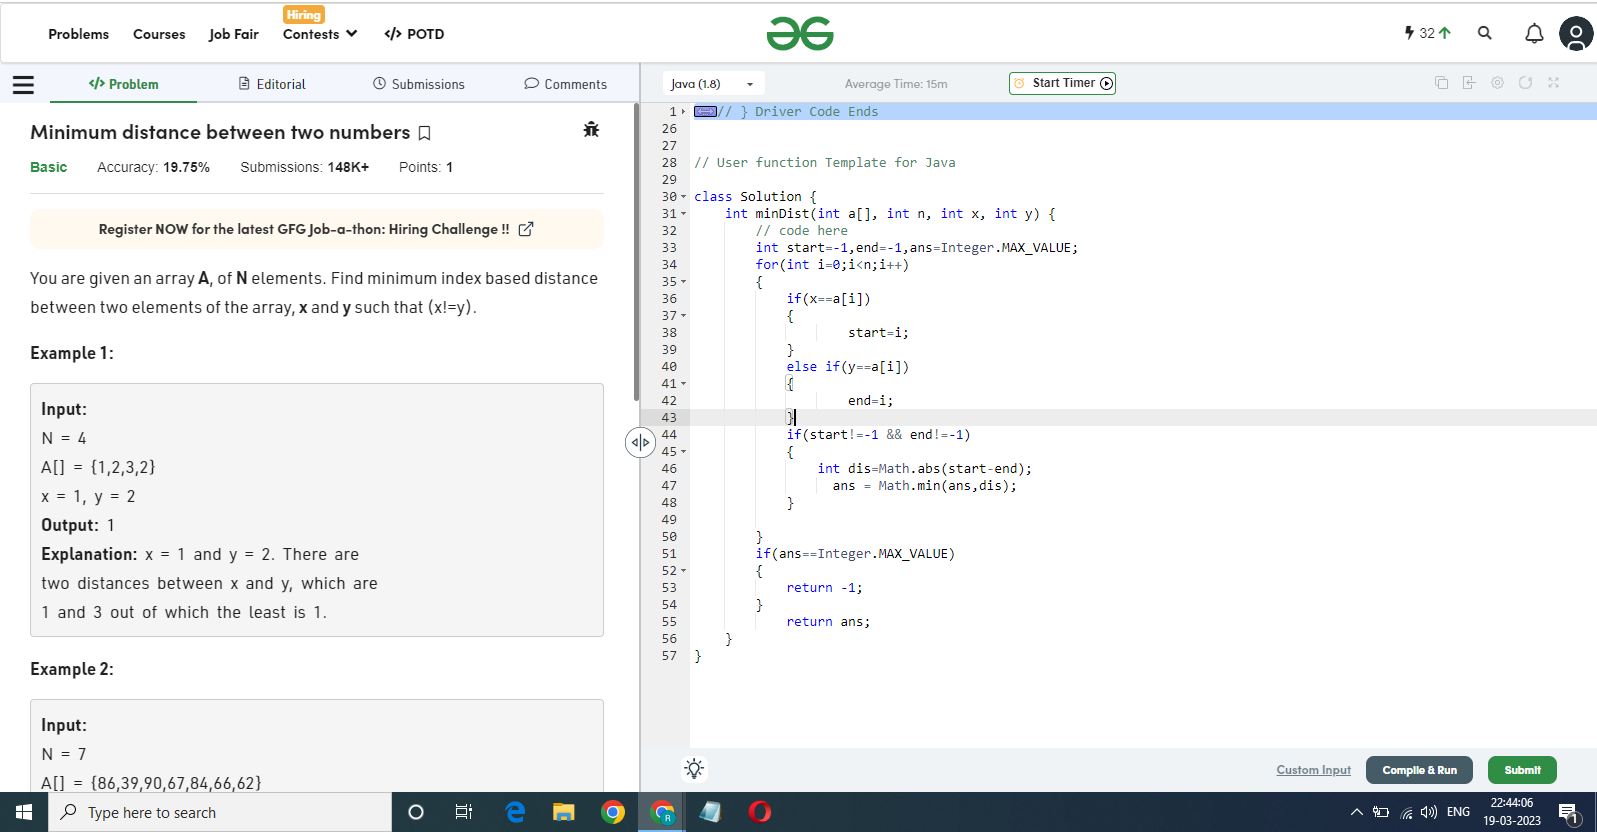 Hiring
Problems Courses Job Fair Contests </> POTD
32
</> Problem Editorial Submissions Comments
Java (1.8) Average Time: 15m Start Timer
Minimum distance between two numbers
Basic Accuracy: 19.75% Submissions: 148K+ Points: 1
Register NOW for the latest GFG Job-a-thon: Hiring Challenge !!
You are given an array A, of N elements. Find minimum index based distance
between two elements of the array, x and y such that (x!=y).
Example 1:
Input:
N = 4
A[] = {1,2,3,2}
x = 1, y = 2
Output: 1
Explanation: x = 1 and y = 2. There are
two distances between x and y, which are
1 and 3 out of which the least is 1.
Example 2:
Input:
N = 7
A[] = {86,39,90,67,84,66,62}
1 // } Driver Code Ends
26
27
28 // User function Template for Java
29
30 class Solution {
31 int minDist(int a[], int n, int x, int y) {
32 // code here
33 int start=-1,end=-1,ans=Integer.MAX_VALUE;
34 for(int i=0;i<n;i++)
35 {
36 if(x==a[i])
37 {
38 start=i;
39 }
40 else if(y==a[i])
41 {
42 end=i;
43 }
44 if(start!=-1 && end!=-1)
45 {
46 int dis=Math.abs(start-end);
47 ans = Math.min(ans,dis);
48 }
49
50 }
51 if(ans==Integer.MAX_VALUE)
52 {
53 return -1;
54 }
55 return ans;
56 }
57 }
Custom Input Compile & Run Submit
Type here to search
R
ENG
22:44:06
19-03-2023
1